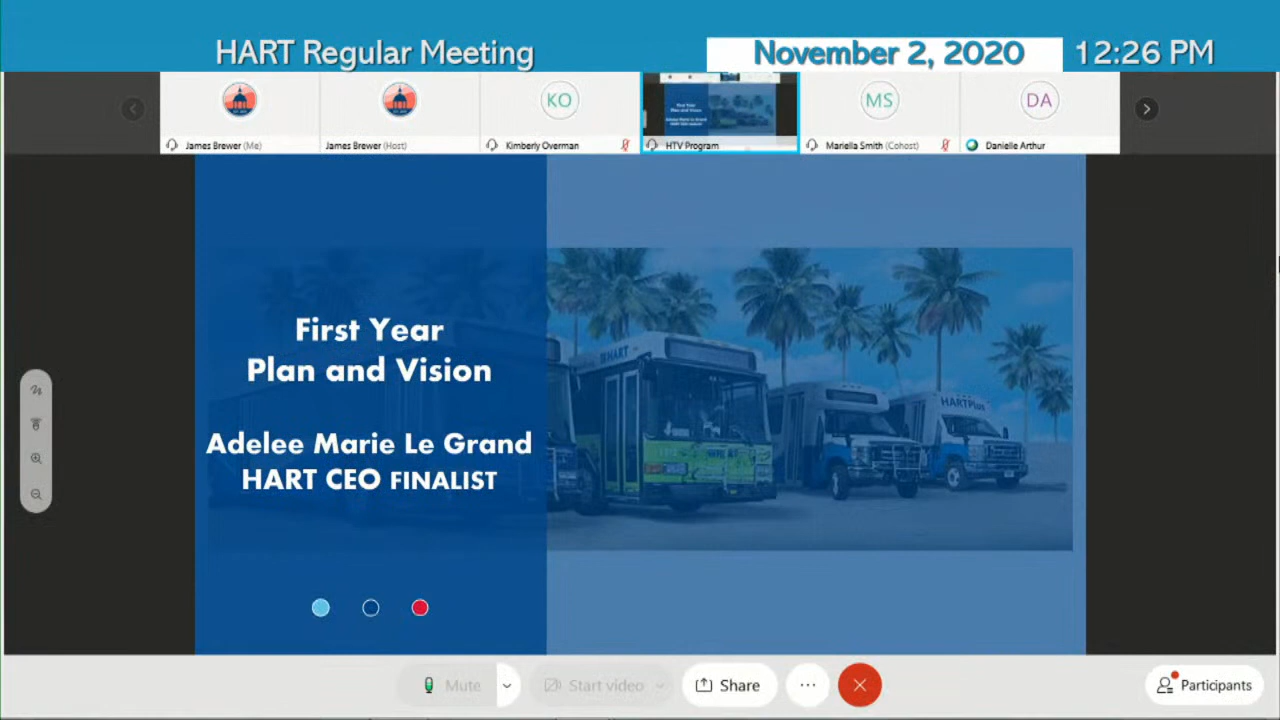 HART Regular Meeting
November 2, 2020
12:26 PM
KO
MS
DA
James Brewer (Me)
James Brewer (Host)
Kimberly Overman
HTV Program
Mariella Smith (Cohost)
Danielle Arthur
First Year
Plan and Vision
Adelee Marie Le Grand
HART CEO FINALIST
HART
HARTPlus
Mute
Start video
Share
Participants